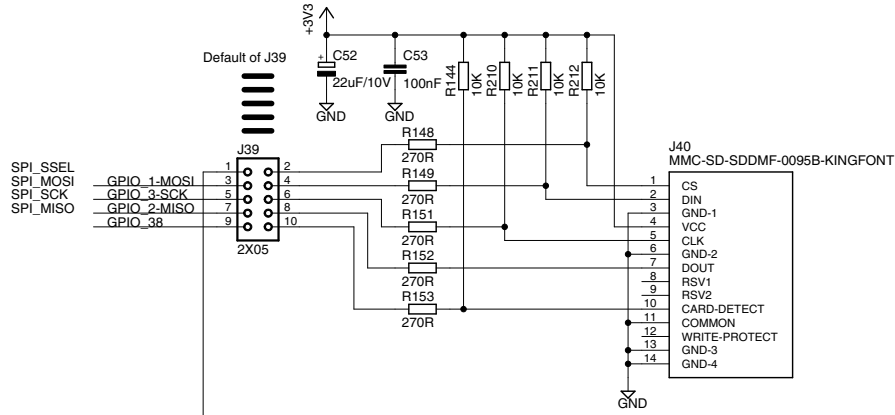 +3V3
Default of J39
C52
22uF/10V
GND
C53
100nF
GND
R144
10K
R210
10K
R211
10K
R212
10K
J39
1 2
3 4
5 6
7 8
9 10
2X05
SPI_SSEL
SPI_MOSI GPIO_1-MOSI
SPI_SCK GPIO_3-SCK
SPI_MISO GPIO_2-MISO
GPIO_38
R148
270R
R149
270R
R151
270R
R152
270R
R153
270R
J40
MMC-SD-SDDMF-0095B-KINGFONT
1 CS
2 DIN
3 GND-1
4 VCC
5 CLK
6 GND-2
7 DOUT
8 RSV1
9 RSV2
10 CARD-DETECT
11 COMMON
12 WRITE-PROTECT
13 GND-3
14 GND-4
GND